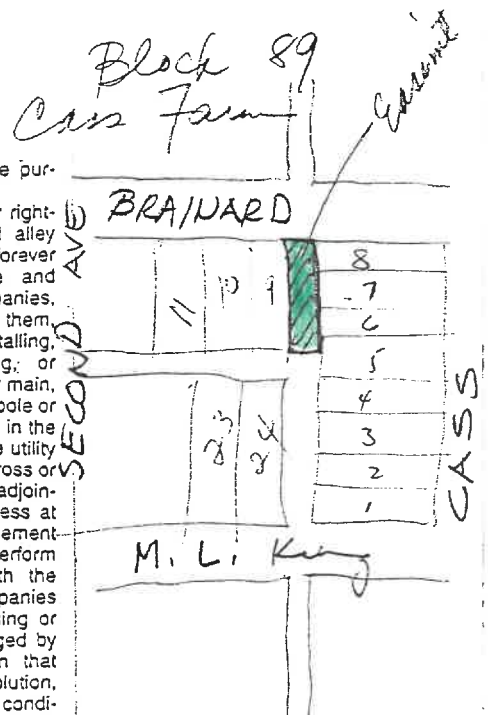 Block 89
Cass Farm
Easemt
e pur-
BRAINARD
SECOND AVE
right-
alley
orever
e and
panies,
them,
talling,
g; or
main,
pole or
in the
e utility
ross or
adjoin-
ess at
ement
erform
th the
panies
ing or
ged by
n that
olution,
condi-
11
10
9
8
7
6
5
4
3
2
1
23
24
CASS
M. L. King